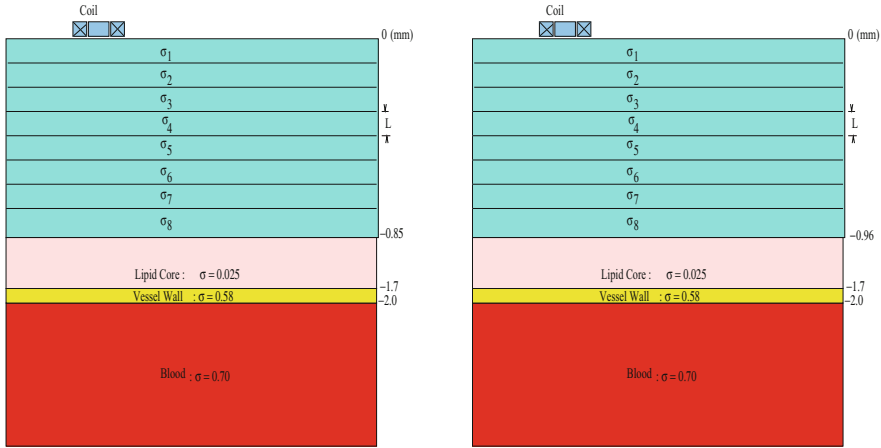 Coil
0 (mm)
σ1
σ2
σ3
σ4
L
σ5
σ6
σ7
σ8
−0.85
Lipid Core : σ = 0.025
−1.7
Vessel Wall : σ = 0.58
−2.0
Blood : σ = 0.70
Coil
0 (mm)
σ1
σ2
σ3
σ4
L
σ5
σ6
σ7
σ8
−0.96
Lipid Core : σ = 0.025
−1.7
Vessel Wall : σ = 0.58
−2.0
Blood : σ = 0.70